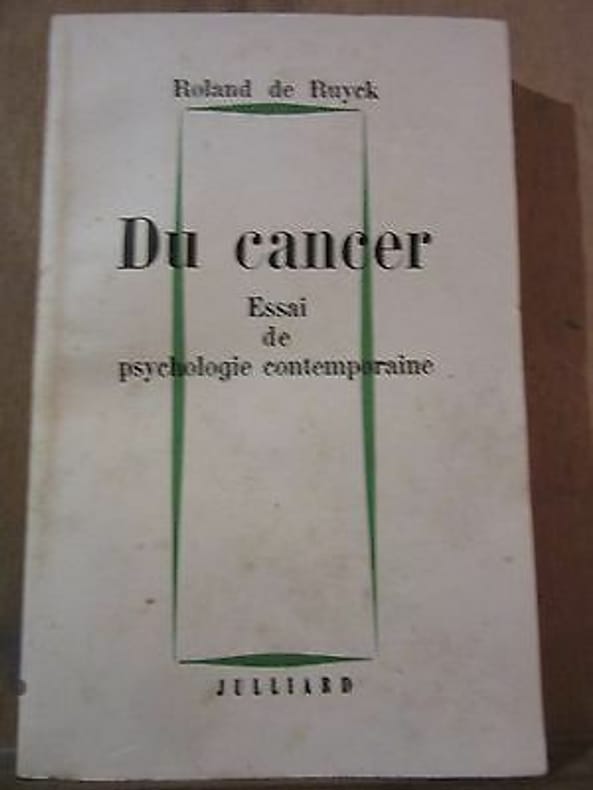 Roland de Ruyck
Du cancer
Essai
de
psychologie contemporaine
JULLIARD